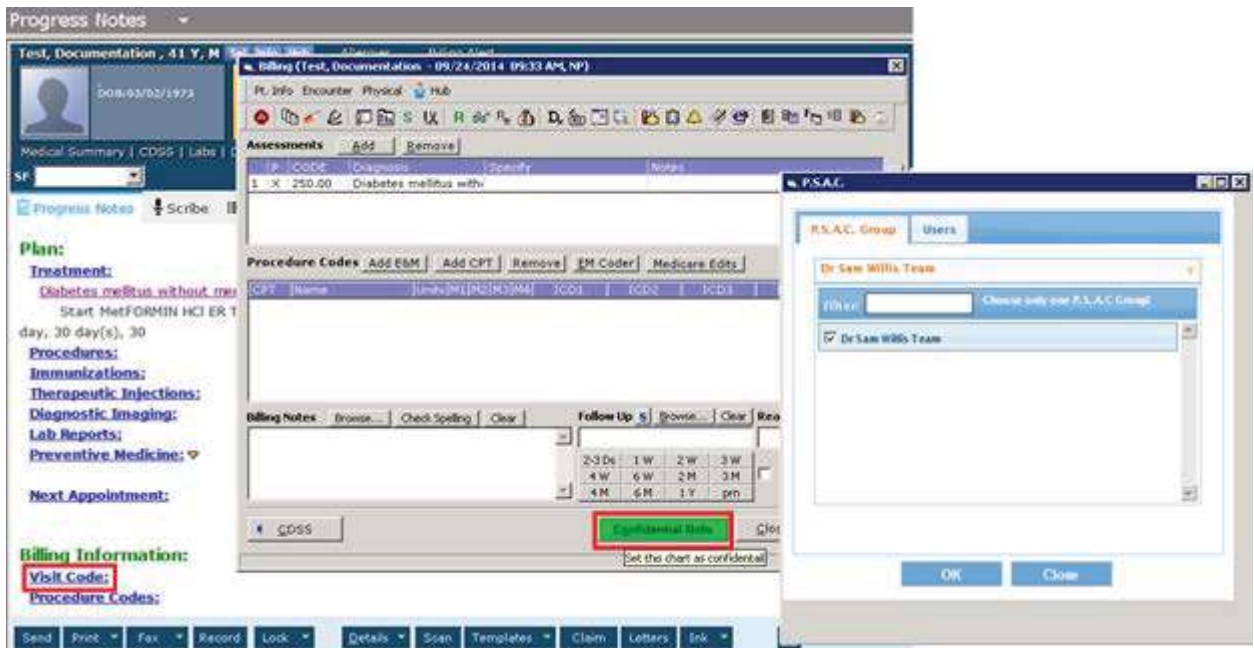 Progress Notes
Test, Documentation , 41 Y, M
DOB:03/02/1973
Medical Summary | CDSS | Labs |
SF
Progress Notes Scribe
Plan:
Treatment:
Diabetes mellitus without
Start MetFORMIN HCl ER
day, 30 day(s), 30
Procedures:
Immunizations:
Therapeutic Injections:
Diagnostic Imaging:
Lab Reports:
Preventive Medicine:
Next Appointment:
Billing Information:
Visit Code:
Procedure Codes:
Send Print Fax Record Lock Details Scan Templates Claim Letters Ink
Billing (Test, Documentation - 09/24/2014 09:33 AM, NP)
Pt. Info Encounter Physical Hub
Assessments Add Remove
P CODE Diagnosis Specify Notes
1 X 250.00 Diabetes mellitus with
Procedure Codes Add E&M Add CPT Remove EM Coder Medicare Edits
CPT Name Units M1 M2 M3 M4 ICD1 ICD2 ICD3
Billing Notes Browse... Check Spelling Clear Follow Up Browse... Clear
2-3 Ds 1 W 2 W 3 W
4 W 6 W 2 M 3 M
4 M 6 M 1 Y prn
CDSS Confidential Note
Set this chart as confidentail
P.S.A.C.
P.S.A.C. Group Users
Dr Sam Willis Team
Filter Choose only one P.S.A.C Group!
Dr Sam Willis Team
OK Close